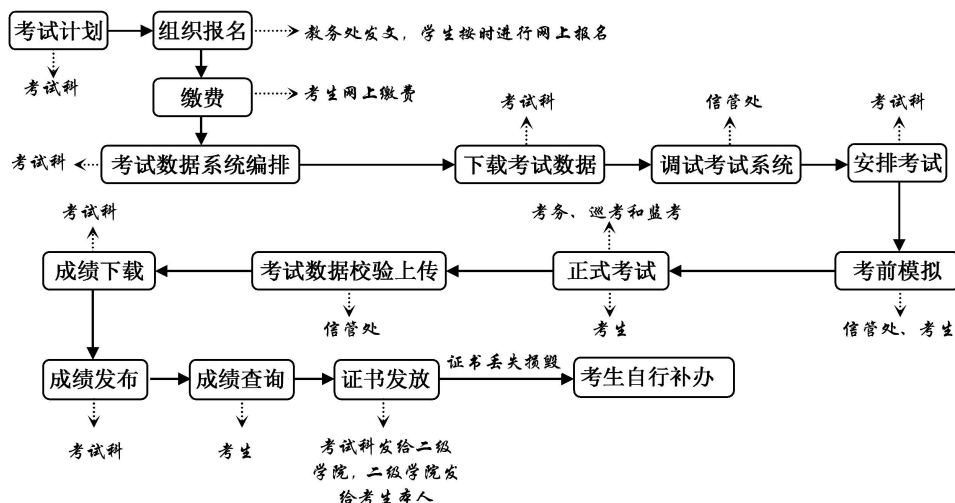 考试计划
组织报名
教务处发文，学生按时进行网上报名
考试科
缴费
考生网上缴费
考试科
信管处
考试科
考试科
考试数据系统编排
下载考试数据
调试考试系统
安排考试
考试科
考务、巡考和监考
成绩下载
考试数据校验上传
正式考试
考前模拟
信管处
考生
信管处、考生
证书丢失损毁
成绩发布
成绩查询
证书发放
考生自行补办
考试科
考生
考试科发给二级
学院，二级学院发
给考生本人